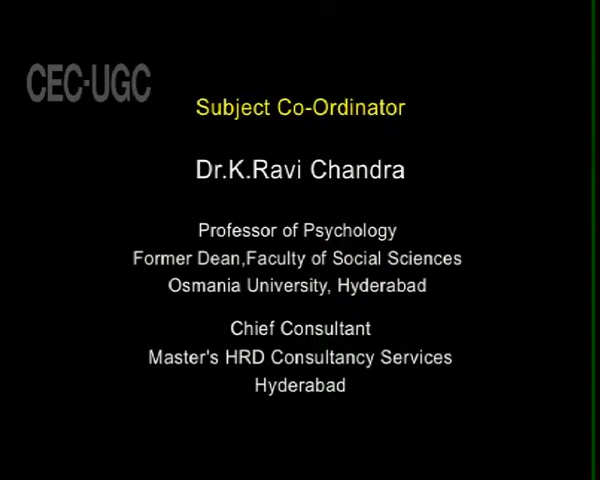 CEC-UGC
Subject Co-Ordinator
Dr.K.Ravi Chandra
Professor of Psychology
Former Dean,Faculty of Social Sciences
Osmania University, Hyderabad
Chief Consultant
Master's HRD Consultancy Services
Hyderabad